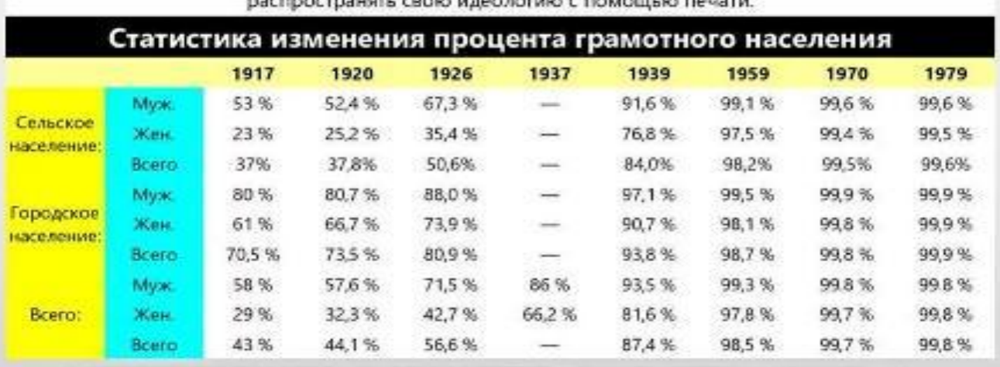 распространять свою идеологию с помощью печати.
Статистика изменения процента грамотного населения
1917 1920 1926 1937 1939 1959 1970 1979
Сельское население:
Муж. 53 % 52,4 % 67,3 % — 91,6 % 99,1 % 99,6 % 99,6 %
Жен. 23 % 25,2 % 35,4 % — 76,8 % 97,5 % 99,4 % 99,5 %
Всего 37% 37,8% 50,6% — 84,0% 98,2% 99,5% 99,6%
Городское население:
Муж. 80 % 80,7 % 88,0 % — 97,1 % 99,5 % 99,9 % 99,9 %
Жен. 61 % 66,7 % 73,9 % — 90,7 % 98,1 % 99,8 % 99,9 %
Всего 70,5 % 73,5 % 80,9 % — 93,8 % 98,7 % 99,8 % 99,9 %
Всего:
Муж. 58 % 57,6 % 71,5 % 86 % 93,5 % 99,3 % 99.8 % 99.8 %
Жен. 29 % 32,3 % 42,7 % 66,2 % 81,6 % 97,8 % 99,7 % 99,8 %
Всего 43 % 44,1 % 56,6 % — 87,4 % 98,5 % 99,7 % 99,8 %